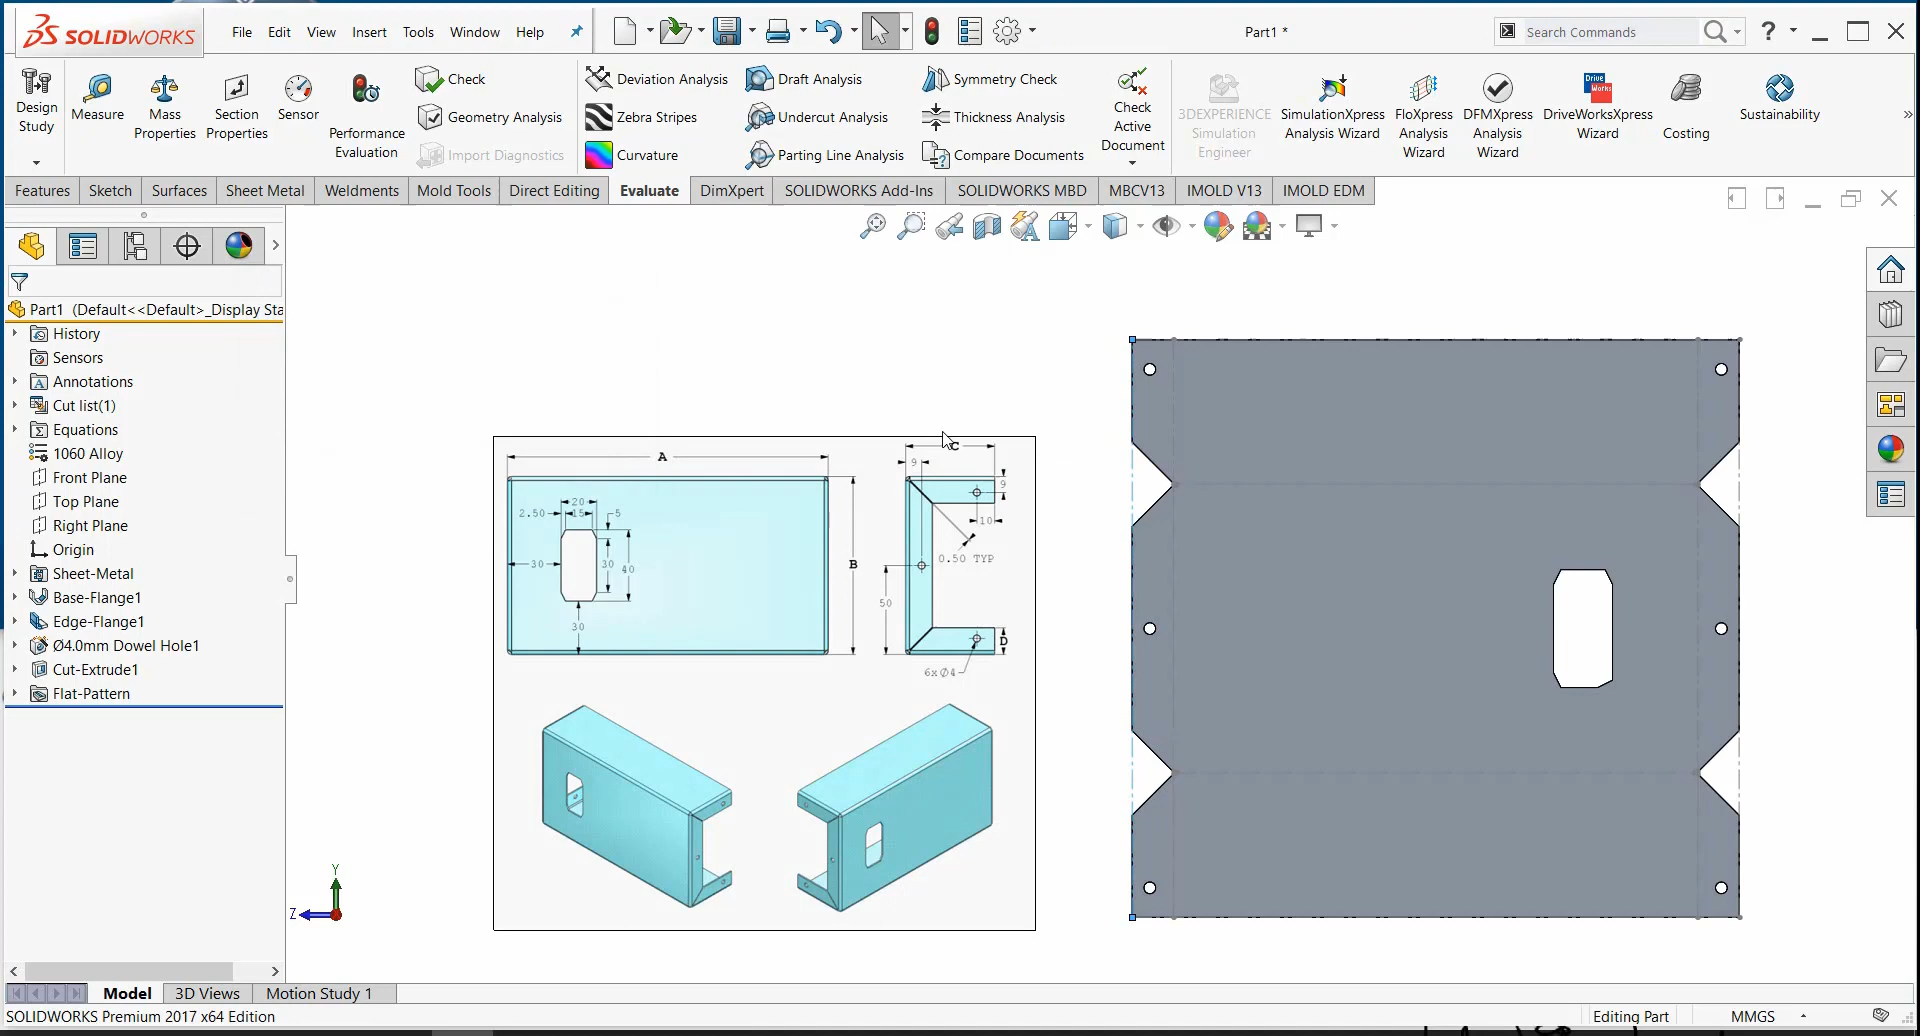 SOLIDWORKS File Edit View Insert Tools Window Help Part1 * Search Commands ?
Design Study
Measure
Mass Properties
Section Properties
Sensor
Performance Evaluation
Check
Geometry Analysis
Import Diagnostics
Deviation Analysis
Zebra Stripes
Curvature
Draft Analysis
Undercut Analysis
Parting Line Analysis
Symmetry Check
Thickness Analysis
Compare Documents
Check Active Document
3DEXPERIENCE Simulation Engineer
SimulationXpress Analysis Wizard
FloXpress Analysis Wizard
DFMXpress Analysis Wizard
Drive Works
DriveWorksXpress Wizard
Costing
Sustainability
Features Sketch Surfaces Sheet Metal Weldments Mold Tools Direct Editing Evaluate DimXpert SOLIDWORKS Add-Ins SOLIDWORKS MBD MBCV13 IMOLD V13 IMOLD EDM
Part1 (Default<<Default>_Display Sta
History
Sensors
Annotations
Cut list(1)
Equations
1060 Alloy
Front Plane
Top Plane
Right Plane
Origin
Sheet-Metal
Base-Flange1
Edge-Flange1
Ø4.0mm Dowel Hole1
Cut-Extrude1
Flat-Pattern
A
C
9
9
20
2.50 15 5
10
0.50 TYP
30 30 40
B
50
30
D
6xØ4
Y
Z
Model 3D Views Motion Study 1
SOLIDWORKS Premium 2017 x64 Edition Editing Part MMGS